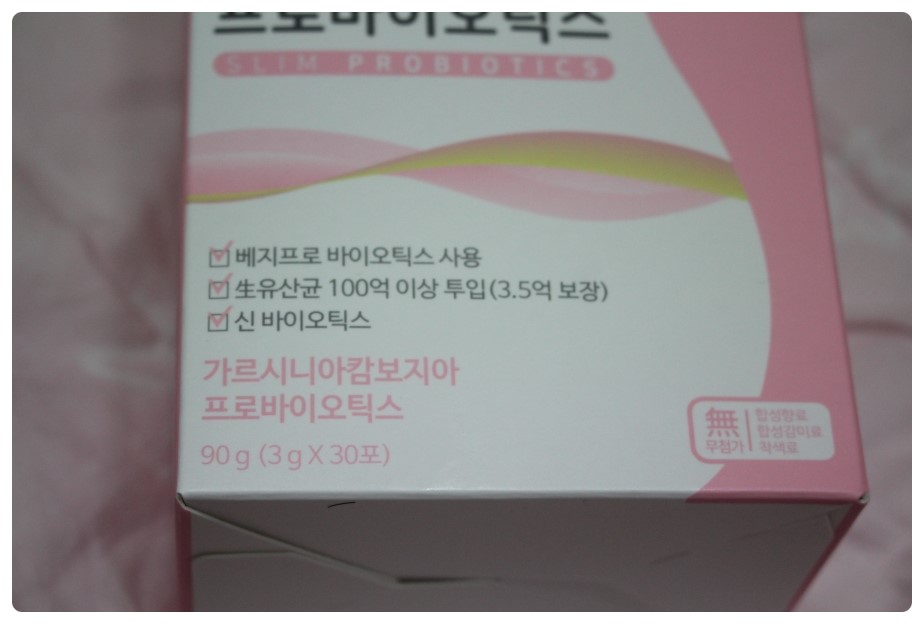 프로바이오틱스
SLIM PROBIOTICS
베지프로 바이오틱스 사용
生유산균 100억 이상 투입(3.5억 보장)
신 바이오틱스
가르시니아캄보지아
프로바이오틱스
90g (3g X 30포)
無
무첨가
합성향료
합성감미료
착색료